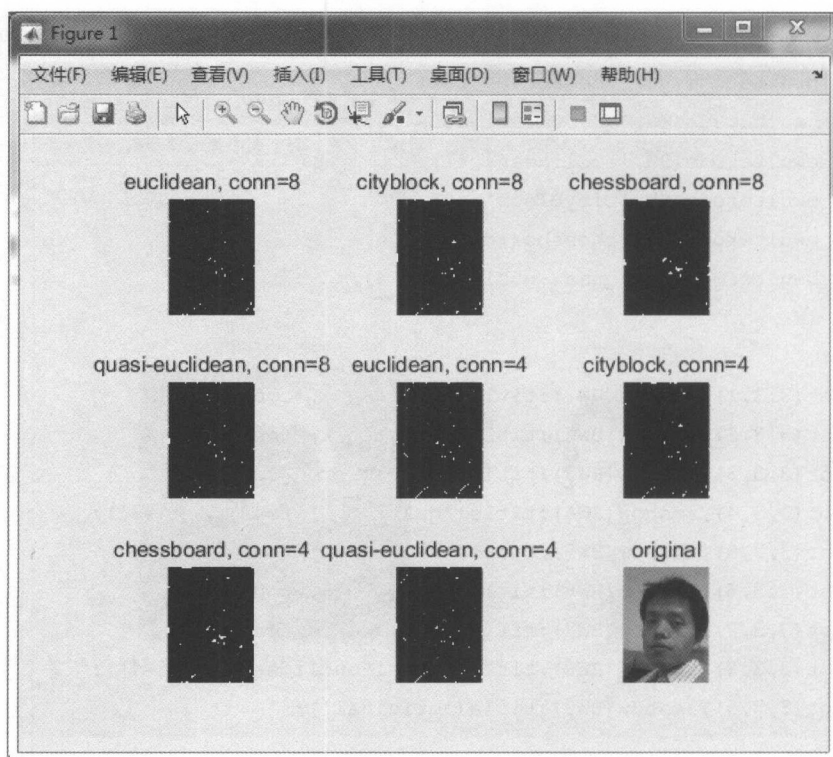 Figure 1
文件(F) 编辑(E) 查看(V) 插入(I) 工具(T) 桌面(D) 窗口(W) 帮助(H)
euclidean, conn=8 cityblock, conn=8 chessboard, conn=8
quasi-euclidean, conn=8 euclidean, conn=4 cityblock, conn=4
chessboard, conn=4 quasi-euclidean, conn=4 original